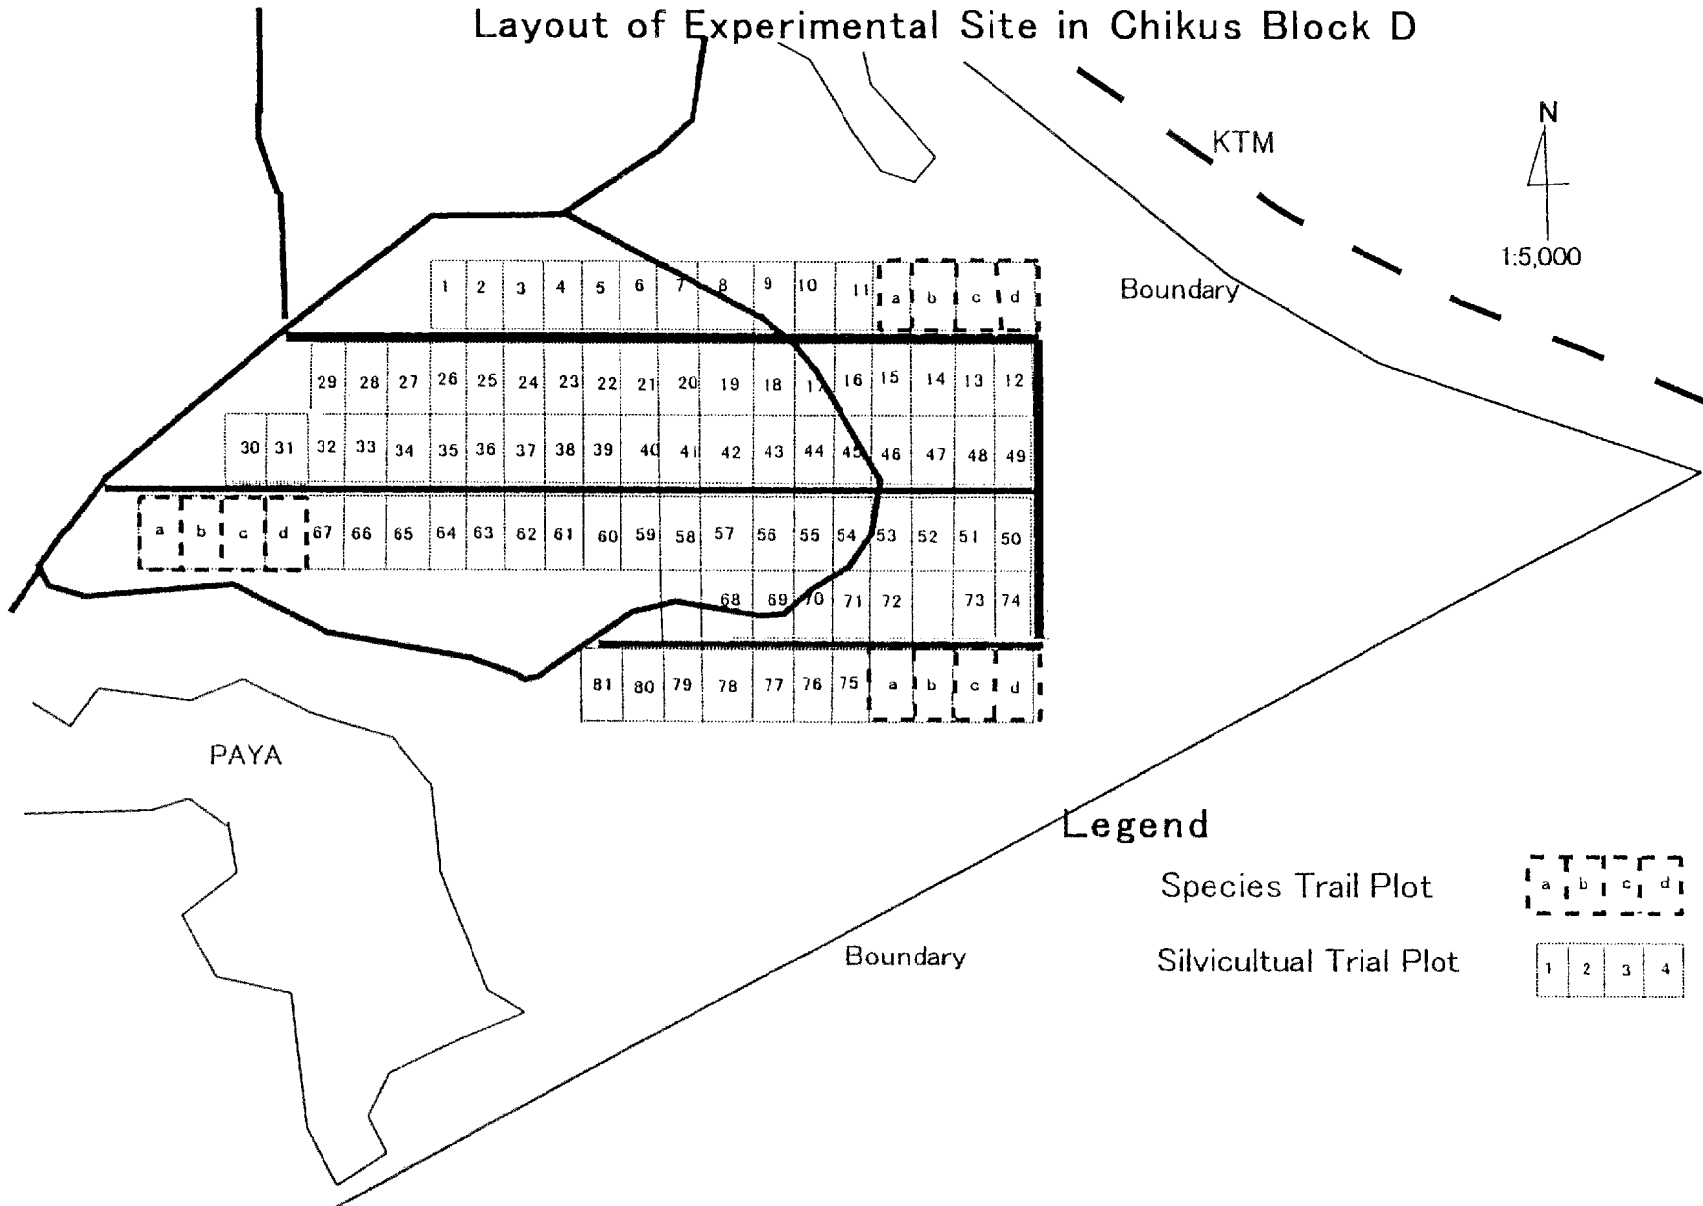 Layout of Experimental Site in Chikus Block D
KTM
N
1:5,000
Boundary
1 2 3 4 5 6 7 8 9 10 11 a b c d
29 28 27 26 25 24 23 22 21 20 19 18 17 16 15 14 13 12
30 31 32 33 34 35 36 37 38 39 40 41 42 43 44 45 46 47 48 49
a b c d 67 66 65 64 63 62 61 60 59 58 57 56 55 54 53 52 51 50
68 69 70 71 72 73 74
81 80 79 78 77 76 75 a b c d
PAYA
Legend
Species Trail Plot a b c d
Boundary
Silvicultual Trial Plot 1 2 3 4